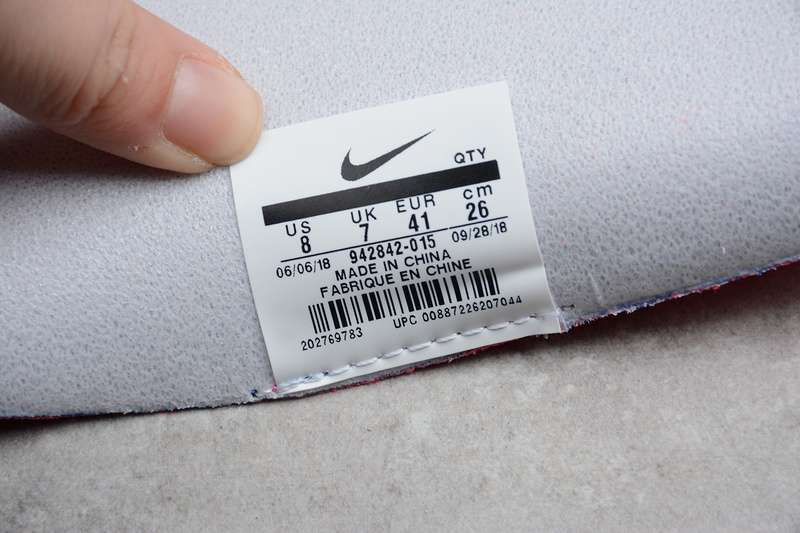 QTY
US UK EUR cm
8 7 41 26
06/06/18 942842-015 09/28/18
MADE IN CHINA
FABRIQUE EN CHINE
202769783 UPC 00887226207044